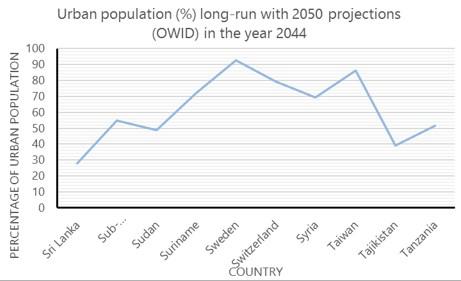 Urban population (%) long-run with 2050 projections
(OWID) in the year 2044
PERCENTAGE OF URBAN POPULATION
100
90
80
70
60
50
40
30
20
10
0
Sri Lanka
Sub-...
Sudan
Suriname
Sweden
Switzerland
Syria
Taiwan
Tajikistan
Tanzania
COUNTRY